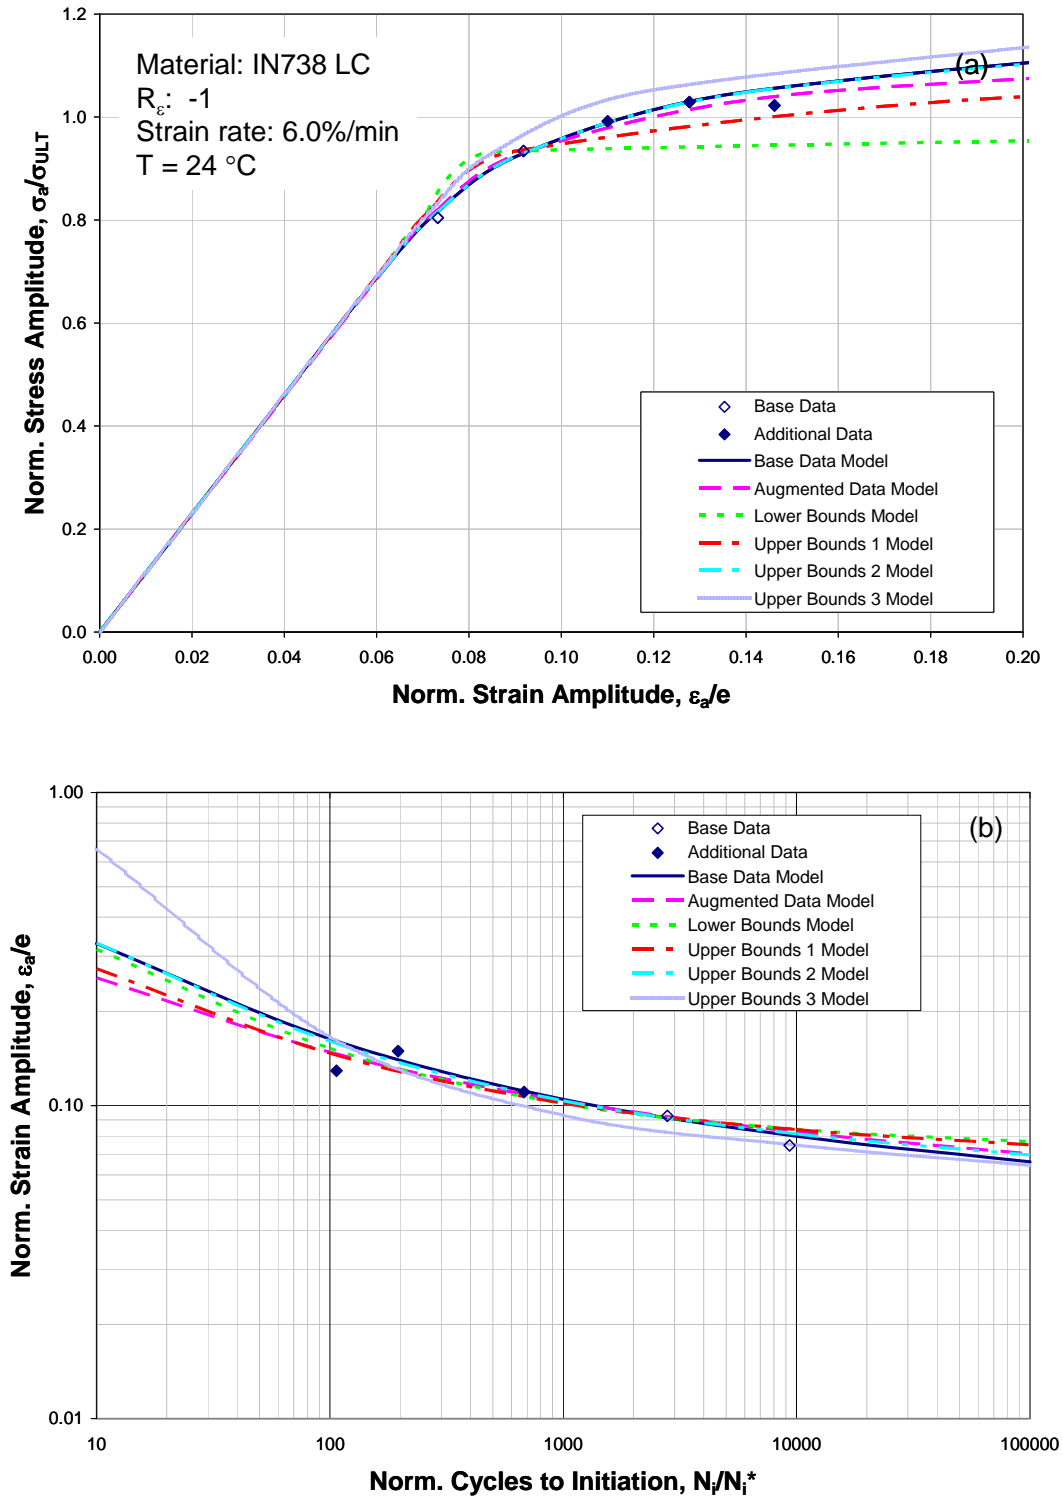 1.2
1.0
0.8
0.6
0.4
0.2
0.0
Norm. Stress Amplitude, σa/σULT
Material: IN738 LC
Rε: -1
Strain rate: 6.0%/min
T = 24 °C
(a)
Base Data
Additional Data
Base Data Model
Augmented Data Model
Lower Bounds Model
Upper Bounds 1 Model
Upper Bounds 2 Model
Upper Bounds 3 Model
0.00 0.02 0.04 0.06 0.08 0.10 0.12 0.14 0.16 0.18 0.20
Norm. Strain Amplitude, εa/e
1.00
0.10
0.01
Norm. Strain Amplitude, εa/e
(b)
Base Data
Additional Data
Base Data Model
Augmented Data Model
Lower Bounds Model
Upper Bounds 1 Model
Upper Bounds 2 Model
Upper Bounds 3 Model
10 100 1000 10000 100000
Norm. Cycles to Initiation, Ni/Ni*